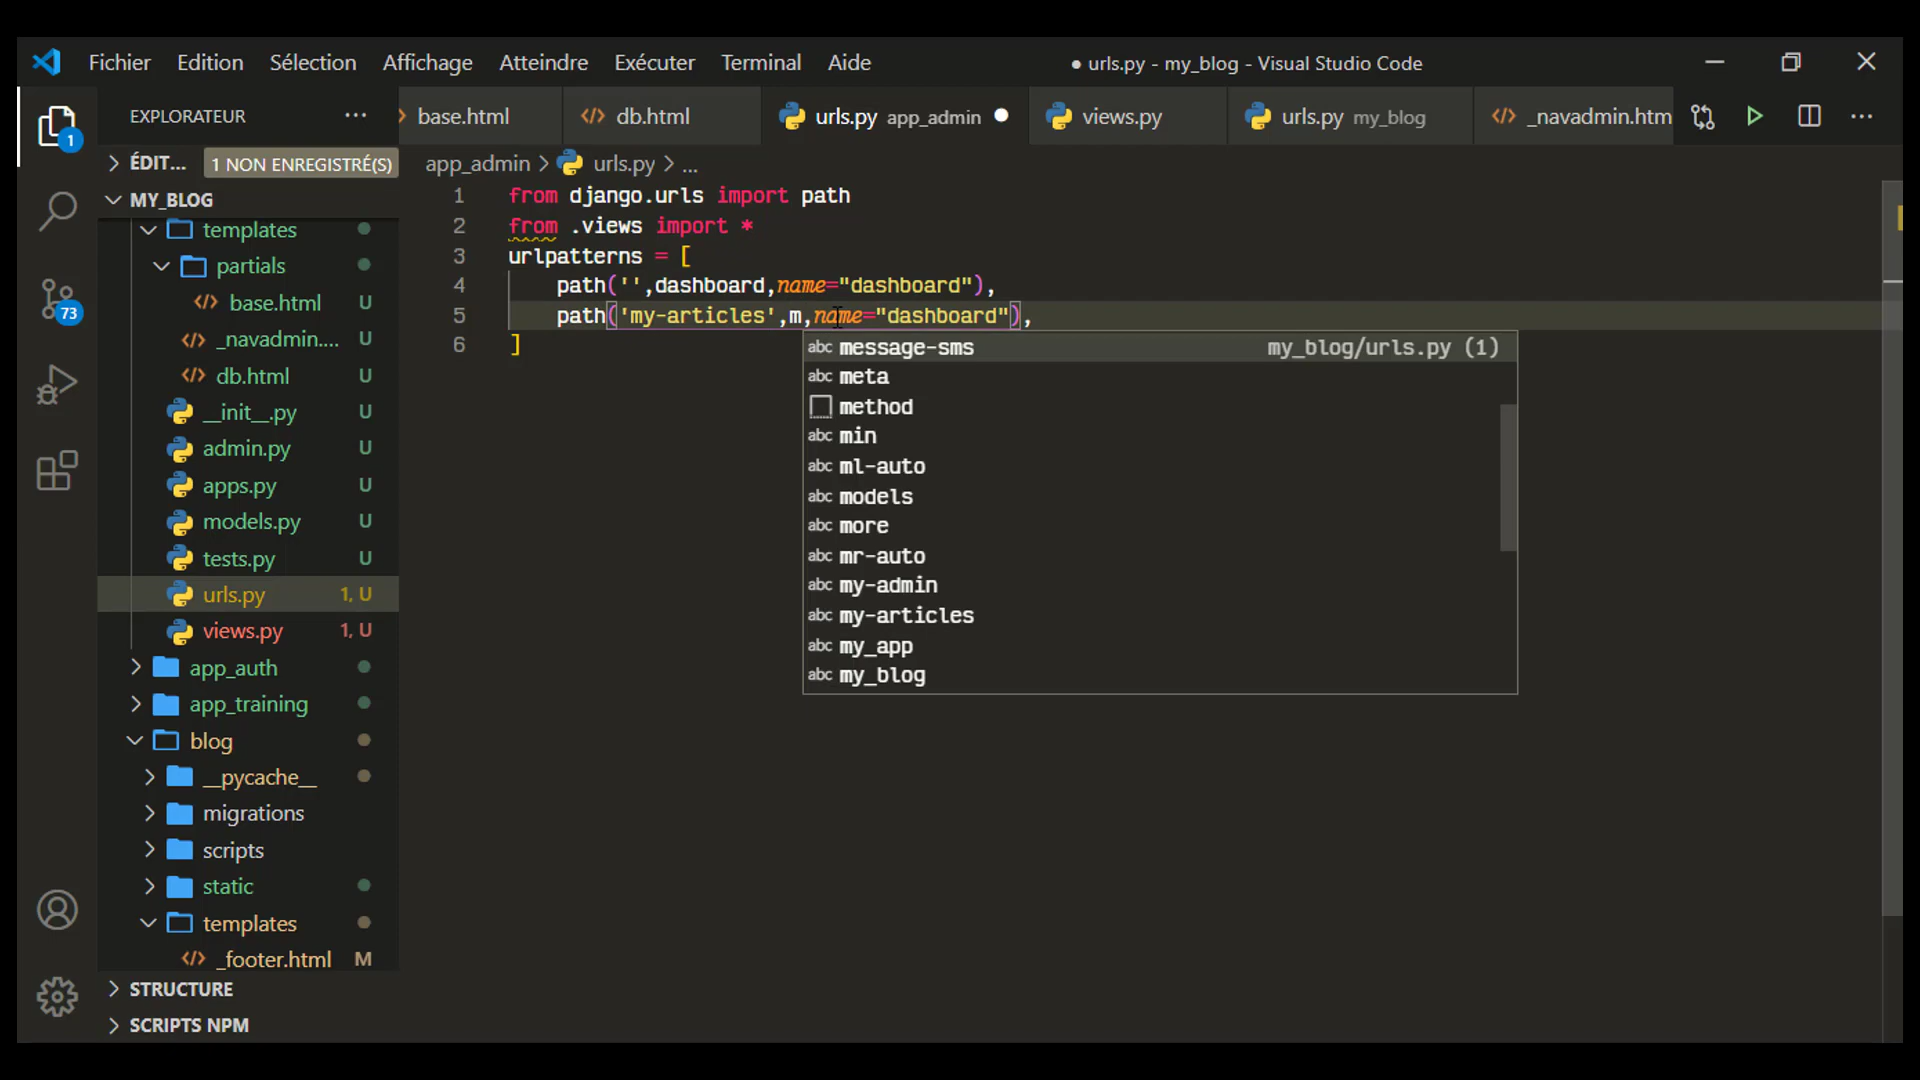 Fichier Edition Sélection Affichage Atteindre Exécuter Terminal Aide ● urls.py - my_blog - Visual Studio Code
EXPLORATEUR ...
base.html db.html urls.py app_admin views.py urls.py my_blog _navadmin.htm
ÉDIT... 1 NON ENREGISTRÉ(S)
app_admin > urls.py > ...
MY_BLOG
templates
partials
base.html U
_navadmin.... U
db.html U
__init__.py U
admin.py U
apps.py U
models.py U
tests.py U
urls.py 1, U
views.py 1, U
app_auth
app_training
blog
__pycache__
migrations
scripts
static
templates
_footer.html M
STRUCTURE
SCRIPTS NPM
1
73
1 from django.urls import path
2 from .views import *
3 urlpatterns = [
4 path('',dashboard,name="dashboard"),
5 path('my-articles',m,name="dashboard"),
6 ]
abc message-sms my_blog/urls.py (1)
abc meta
method
abc min
abc ml-auto
abc models
abc more
abc mr-auto
abc my-admin
abc my-articles
abc my_app
abc my_blog